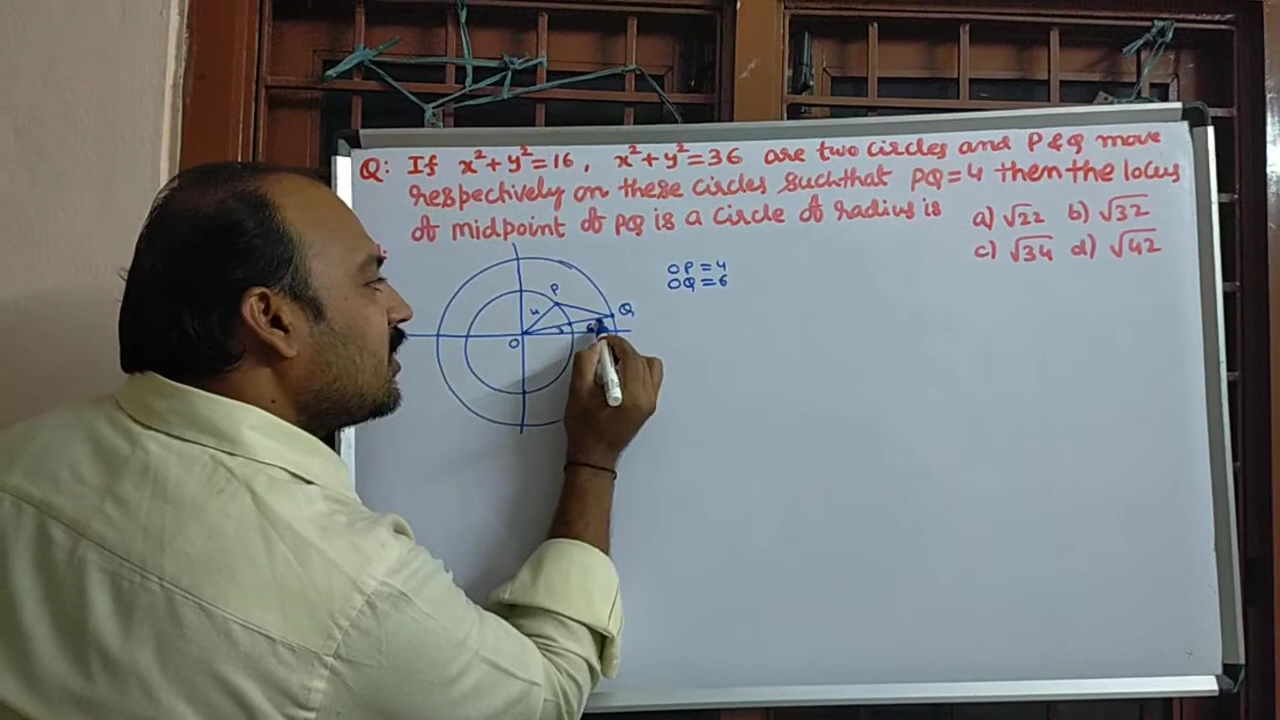 Q: If x²+y²=16, x²+y²=36 are two circles and P & Q move
respectively on these circles suchthat PQ=4 then the locus
of midpoint of PQ is a circle of radius is a) √22 b) √32
c) √34 d) √42
OP=4
OQ=6
P
4
Q
O